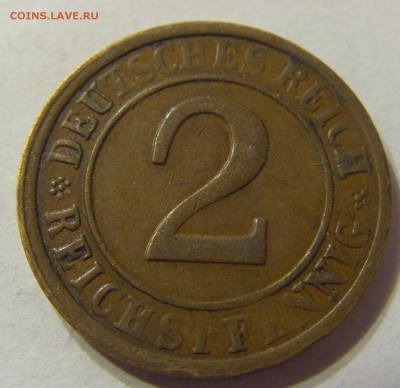 COINS.LAVE.RU
DEUTSCHES REICH
2
REICHSPFENNIG